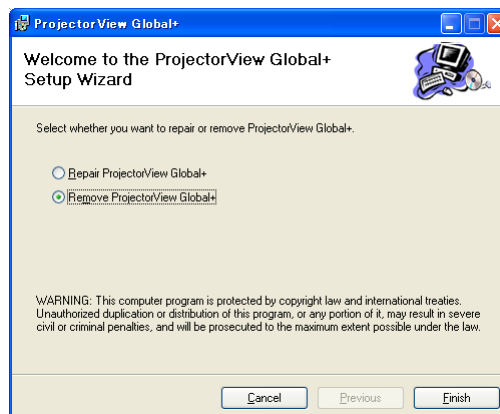 ProjectorView Global+
Welcome to the ProjectorView Global+
Setup Wizard
Select whether you want to repair or remove ProjectorView Global+.
Repair ProjectorView Global+
Remove ProjectorView Global+
WARNING: This computer program is protected by copyright law and international treaties.
Unauthorized duplication or distribution of this program, or any portion of it, may result in severe
civil or criminal penalties, and will be prosecuted to the maximum extent possible under the law.
Cancel
Previous
Finish